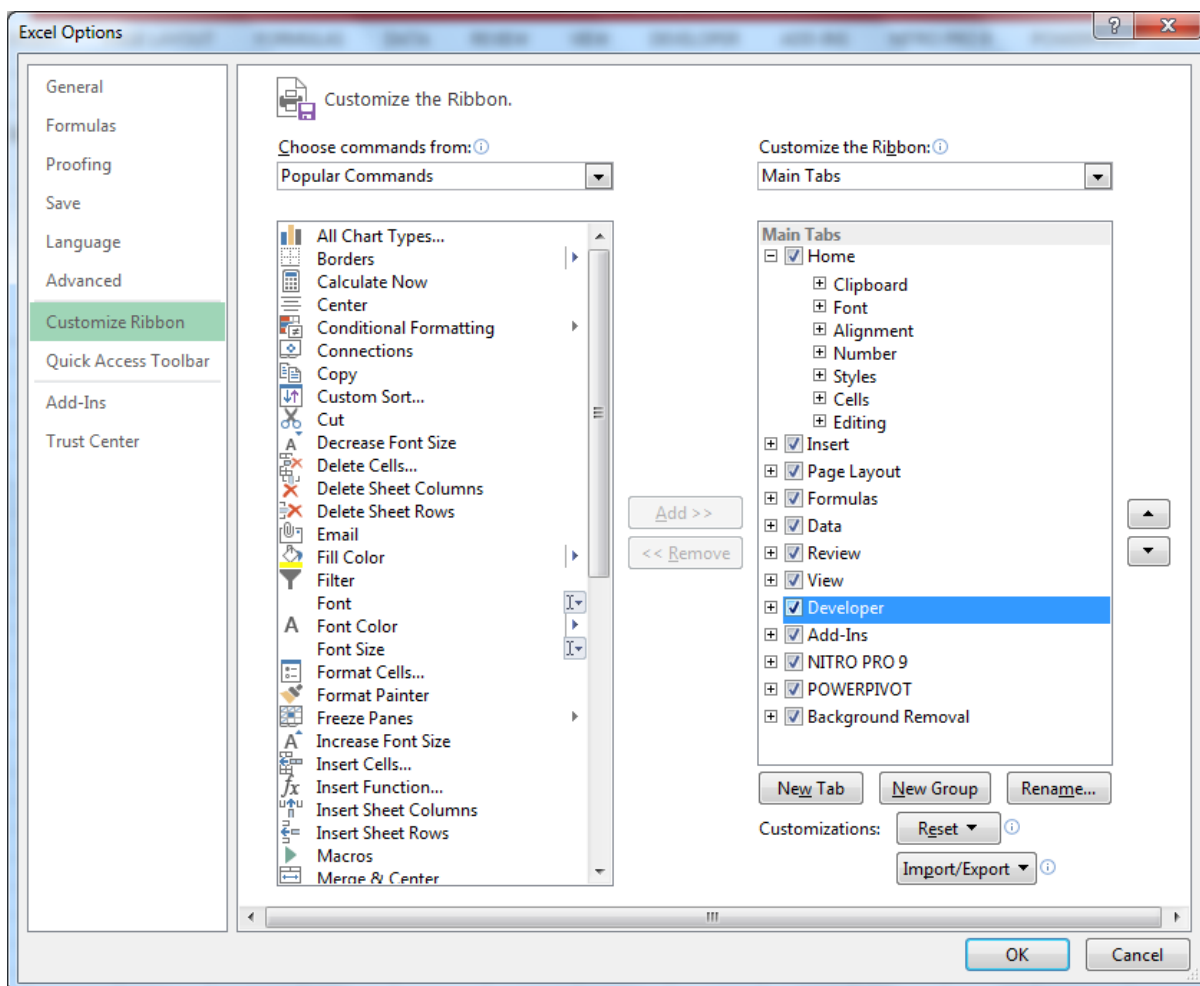 Excel Options
General
Formulas
Proofing
Save
Language
Advanced
Customize Ribbon
Quick Access Toolbar
Add-Ins
Trust Center
Customize the Ribbon.
Choose commands from:
Popular Commands
All Chart Types...
Borders
Calculate Now
Center
Conditional Formatting
Connections
Copy
Custom Sort...
Cut
Decrease Font Size
Delete Cells...
Delete Sheet Columns
Delete Sheet Rows
Email
Fill Color
Filter
Font
Font Color
Font Size
Format Cells...
Format Painter
Freeze Panes
Increase Font Size
Insert Cells...
Insert Function...
Insert Sheet Columns
Insert Sheet Rows
Macros
Merge & Center
Add >>
<< Remove
Customize the Ribbon:
Main Tabs
Main Tabs
Home
Clipboard
Font
Alignment
Number
Styles
Cells
Editing
Insert
Page Layout
Formulas
Data
Review
View
Developer
Add-Ins
NITRO PRO 9
POWERPIVOT
Background Removal
New Tab New Group Rename...
Customizations: Reset
Import/Export
OK Cancel